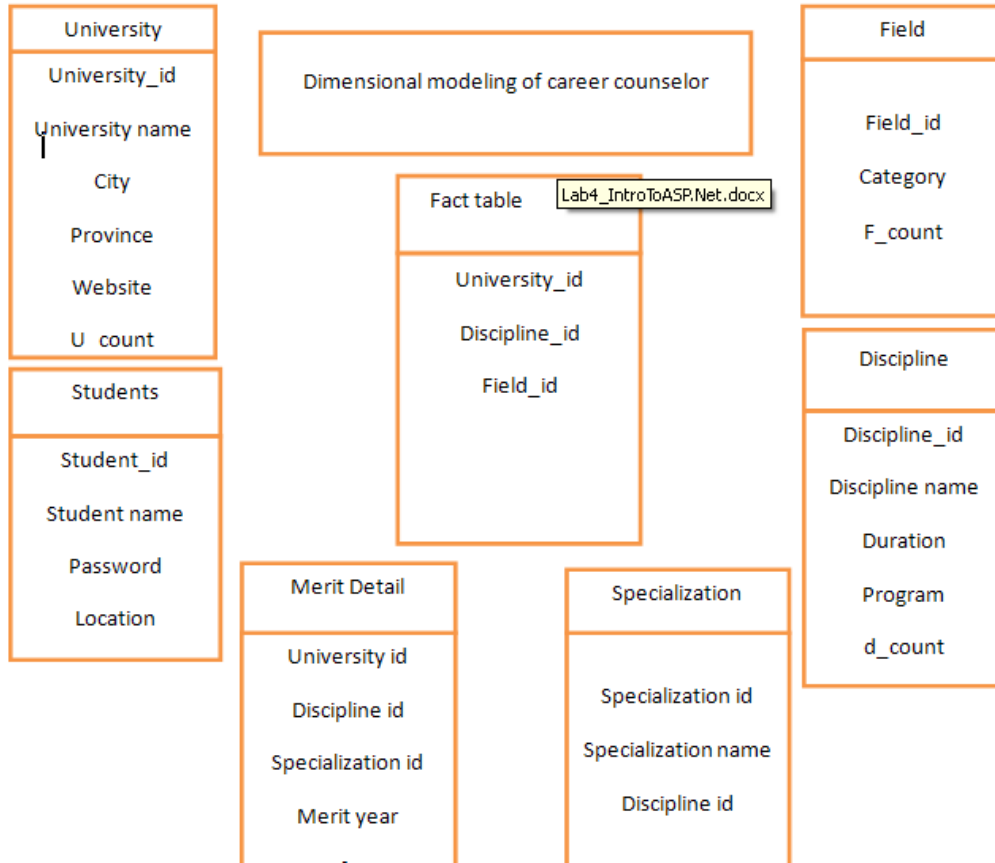 University
University_id
University name
City
Province
Website
U_count
Dimensional modeling of career counselor
Field
Field_id
Category
F_count
Fact table
Lab4_IntroToASP.Net.docx
University_id
Discipline_id
Field_id
Students
Student_id
Student name
Password
Location
Discipline
Discipline_id
Discipline name
Duration
Program
d_count
Merit Detail
University id
Discipline id
Specialization id
Merit year
Specialization
Specialization id
Specialization name
Discipline id